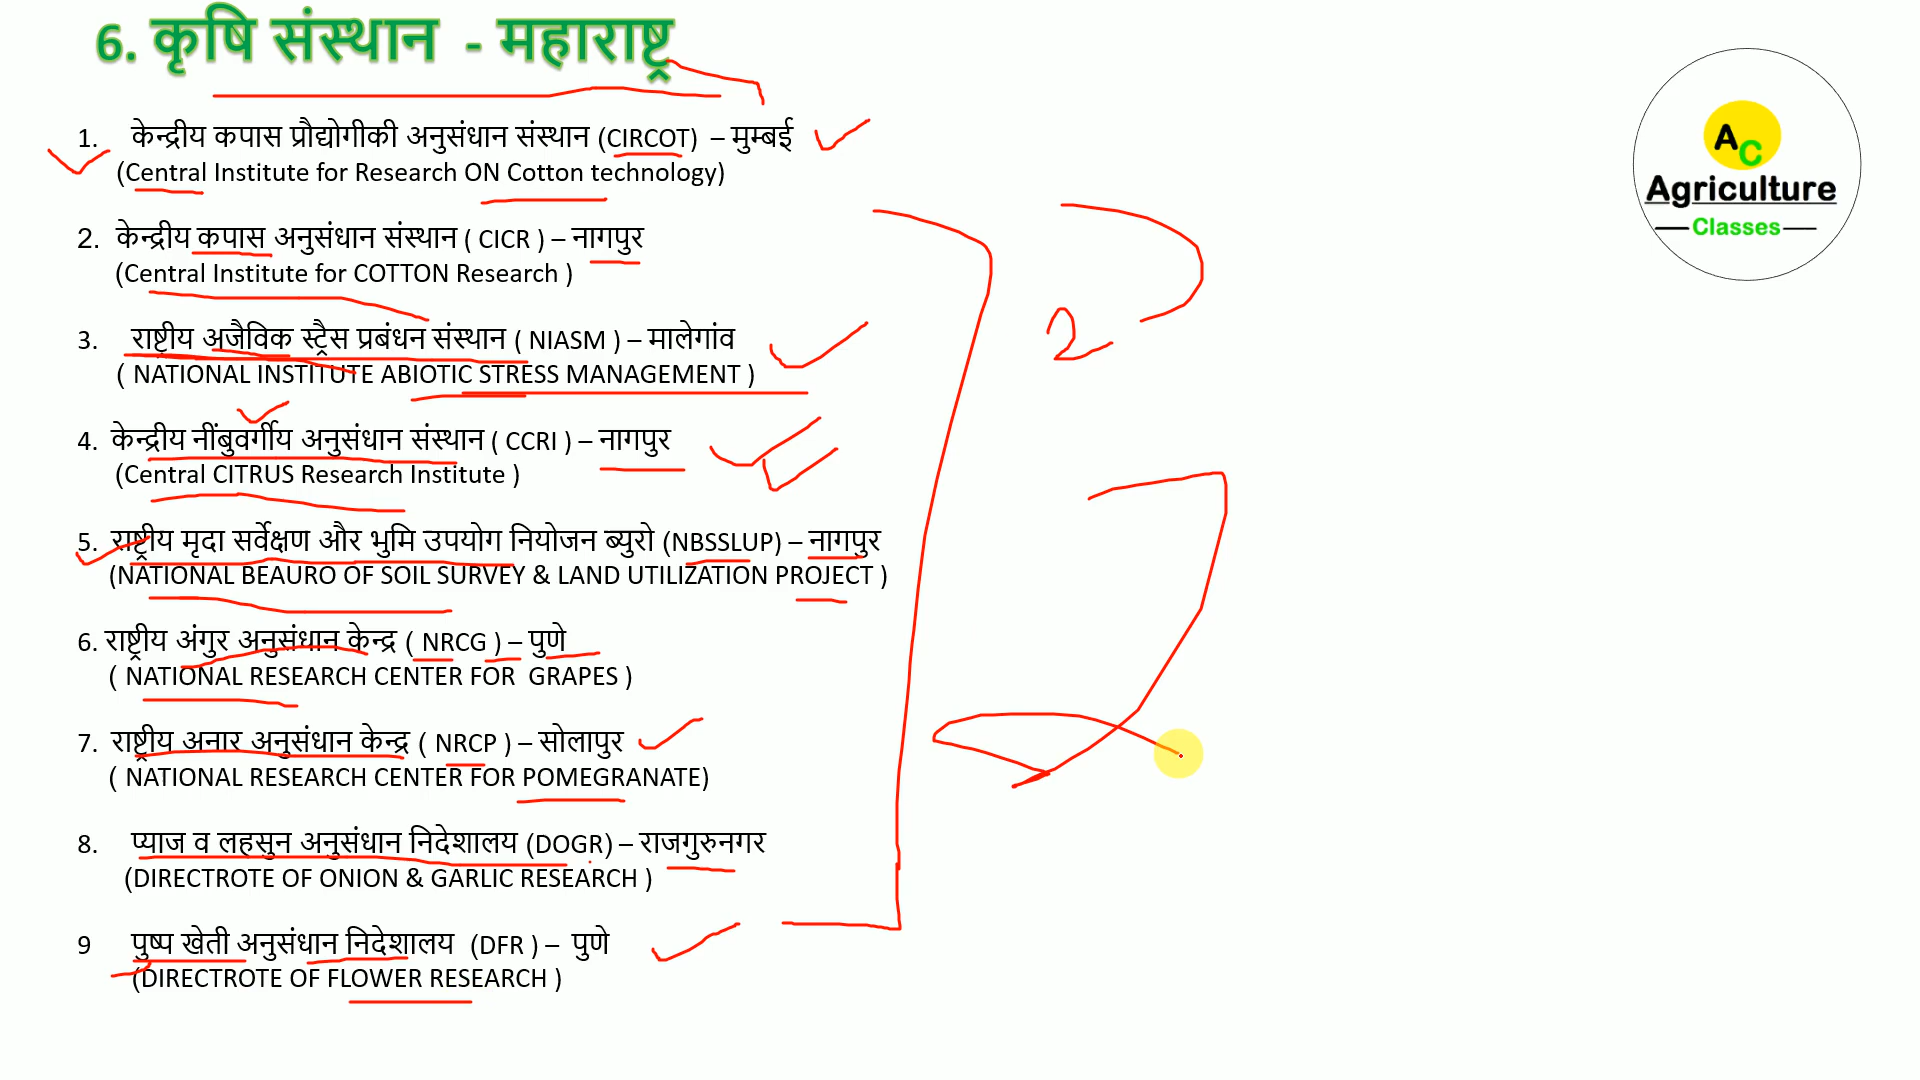 6. कृषि संस्थान - महाराष्ट्र
1. केन्द्रीय कपास प्रौद्योगीकी अनुसंधान संस्थान (CIRCOT) – मुम्बई
(Central Institute for Research ON Cotton technology)
2. केन्द्रीय कपास अनुसंधान संस्थान ( CICR ) – नागपुर
(Central Institute for COTTON Research )
3. राष्ट्रीय अजैविक स्ट्रैस प्रबंधन संस्थान ( NIASM ) – मालेगांव
( NATIONAL INSTITUTE ABIOTIC STRESS MANAGEMENT )
4. केन्द्रीय नींबुवर्गीय अनुसंधान संस्थान ( CCRI ) – नागपुर
(Central CITRUS Research Institute )
5. राष्ट्रीय मृदा सर्वेक्षण और भुमि उपयोग नियोजन ब्युरो (NBSSLUP) – नागपुर
(NATIONAL BEAURO OF SOIL SURVEY & LAND UTILIZATION PROJECT )
6. राष्ट्रीय अंगुर अनुसंधान केन्द्र ( NRCG ) – पुणे
( NATIONAL RESEARCH CENTER FOR GRAPES )
7. राष्ट्रीय अनार अनुसंधान केन्द्र ( NRCP ) – सोलापुर
( NATIONAL RESEARCH CENTER FOR POMEGRANATE)
8. प्याज व लहसुन अनुसंधान निदेशालय (DOGR) – राजगुरुनगर
(DIRECTROTE OF ONION & GARLIC RESEARCH )
9 पुष्प खेती अनुसंधान निदेशालय (DFR ) – पुणे
(DIRECTROTE OF FLOWER RESEARCH )
2
AC
Agriculture
Classes